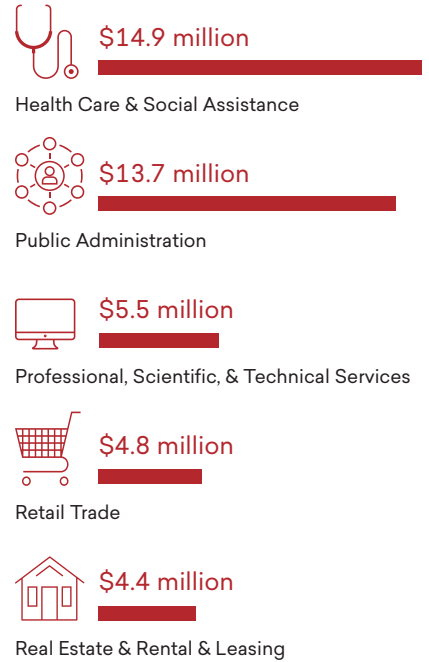 $14.9 million
Health Care & Social Assistance
$13.7 million
Public Administration
$5.5 million
Professional, Scientific, & Technical Services
$4.8 million
Retail Trade
$4.4 million
Real Estate & Rental & Leasing